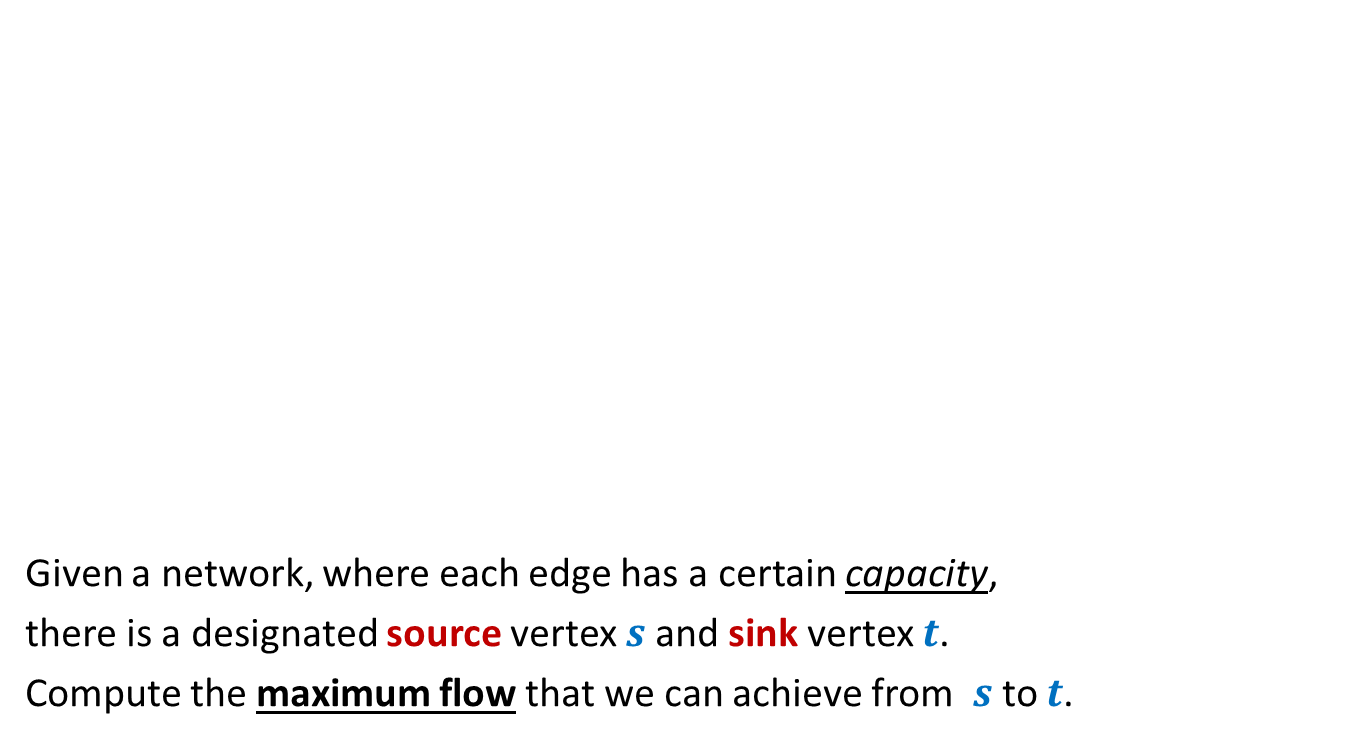 Given a network, where each edge has a certain capacity,
there is a designated source vertex s and sink vertex t.
Compute the maximum flow that we can achieve from s to t.